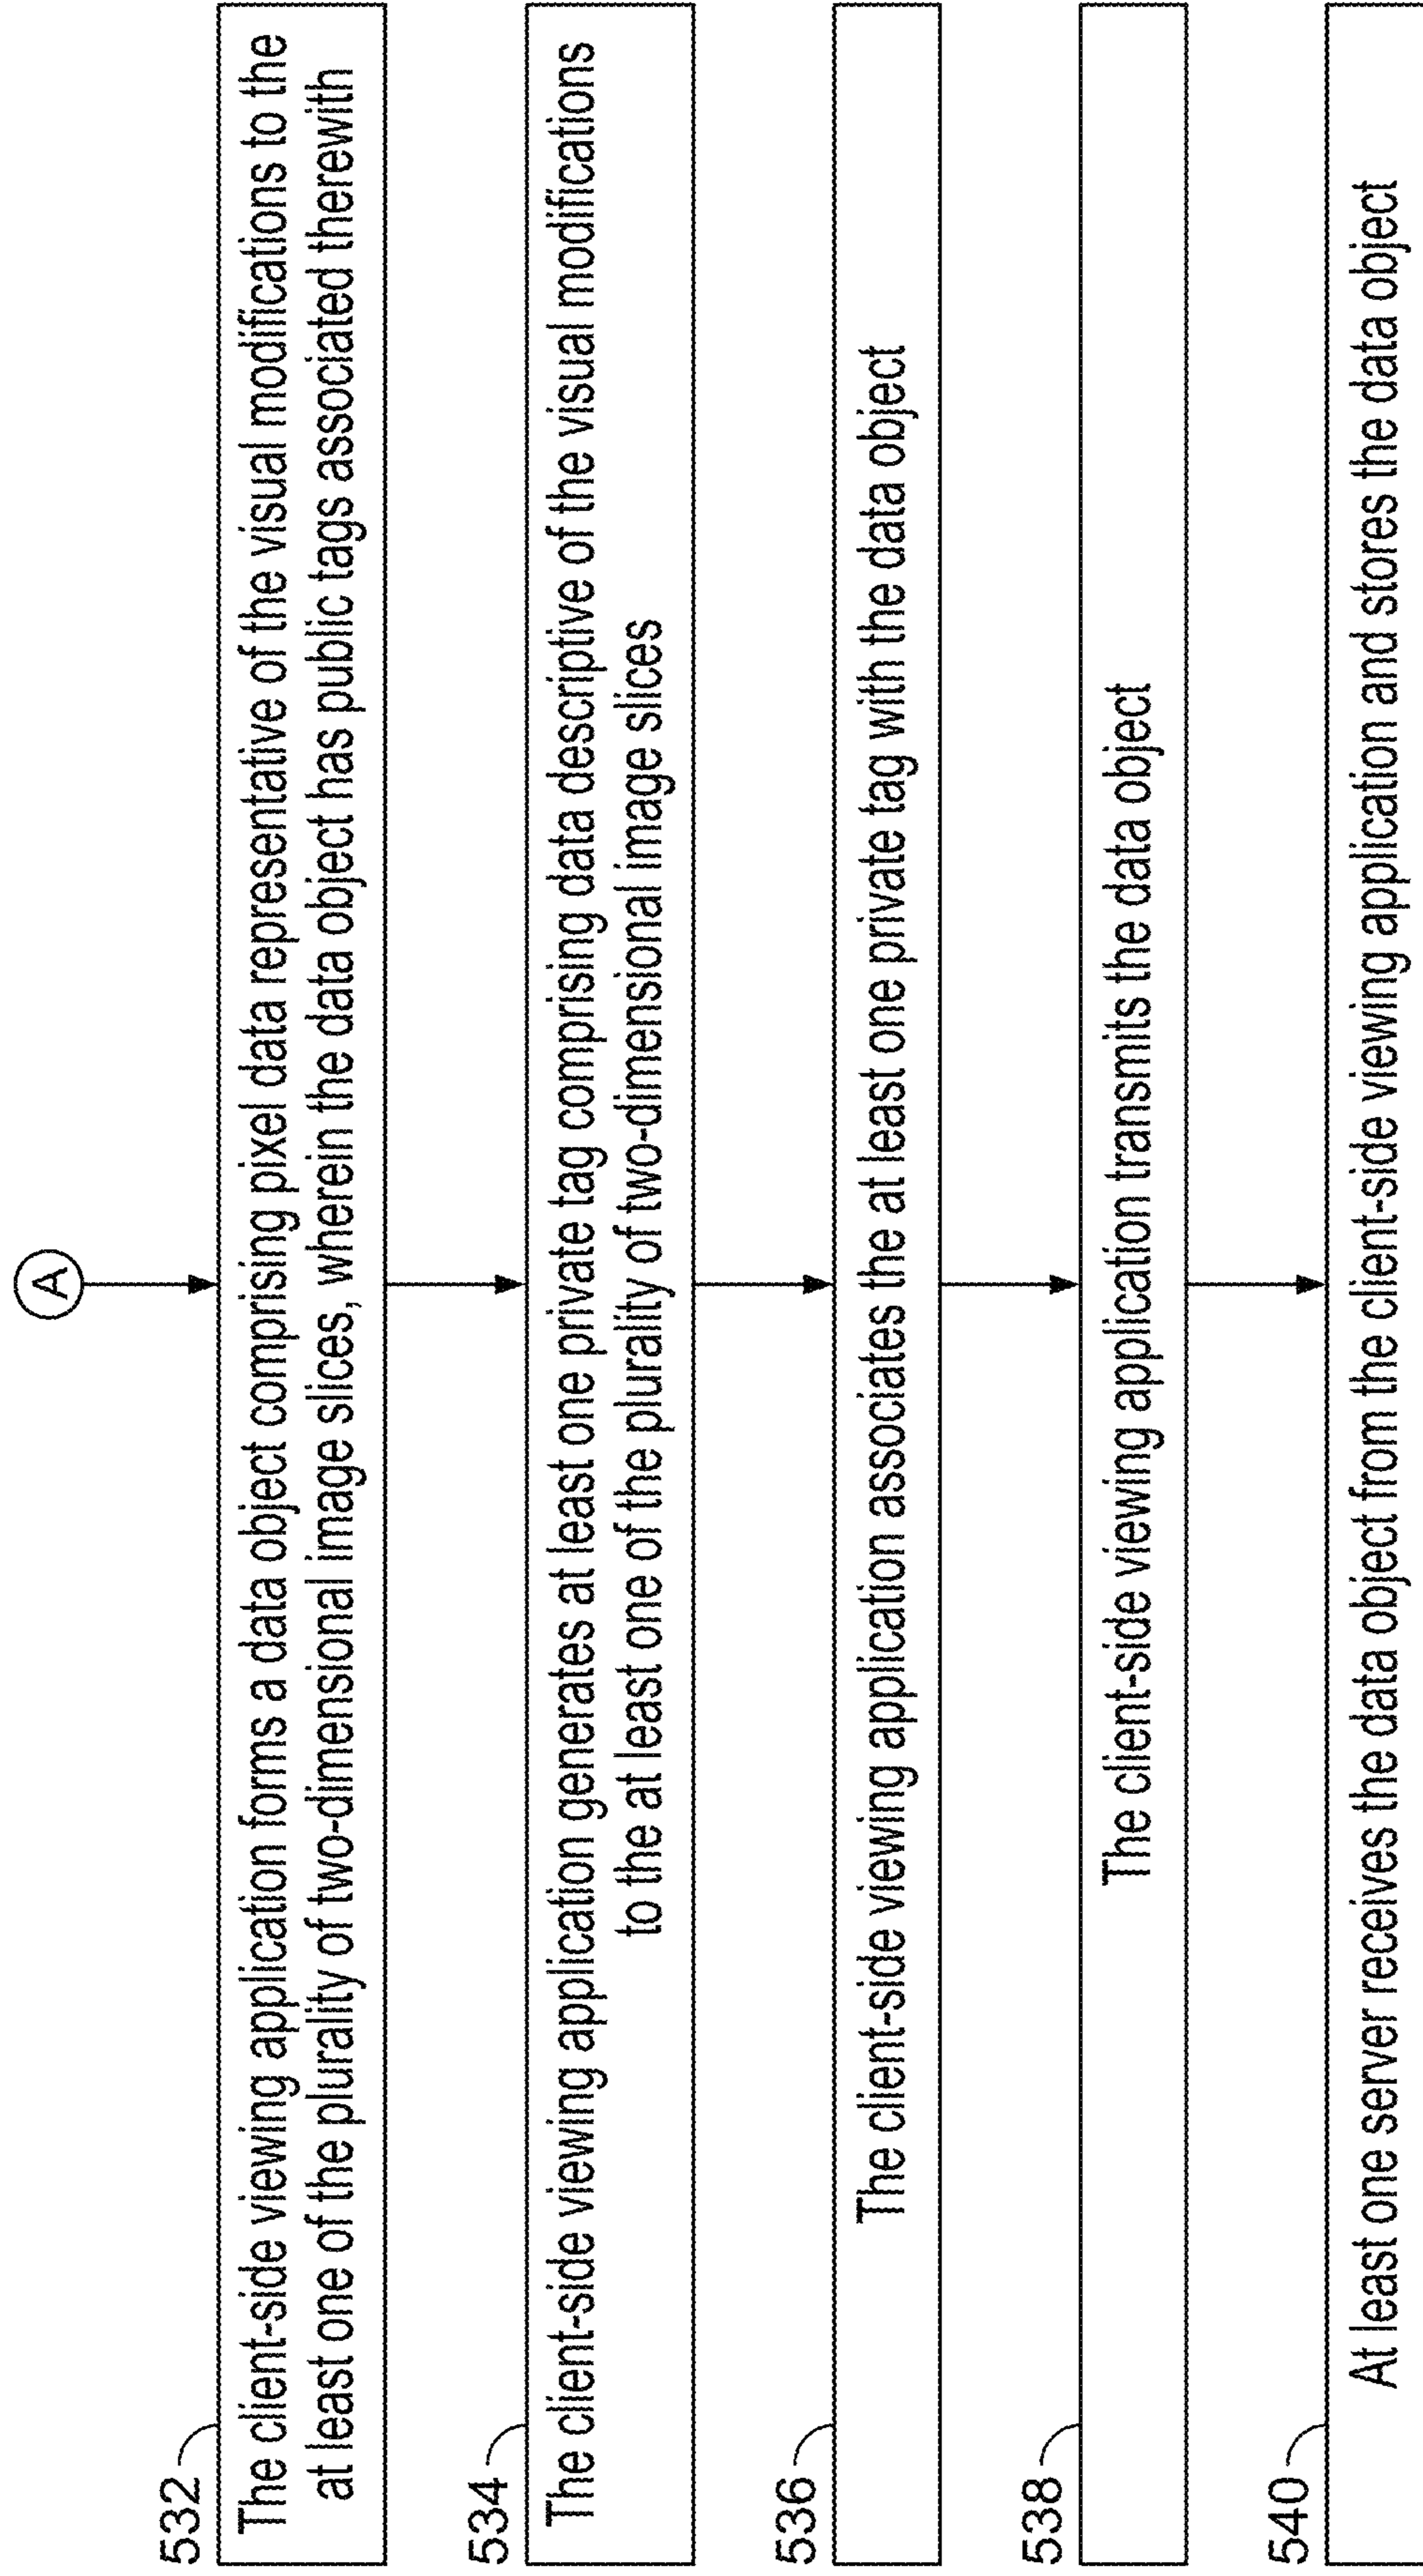 A
532
The client-side viewing application forms a data object comprising pixel data representative of the visual modifications to the
at least one of the plurality of two-dimensional image slices, wherein the data object has public tags associated therewith
534
The client-side viewing application generates at least one private tag comprising data descriptive of the visual modifications
to the at least one of the plurality of two-dimensional image slices
536
The client-side viewing application associates the at least one private tag with the data object
538
The client-side viewing application transmits the data object
540
At least one server receives the data object from the client-side viewing application and stores the data object